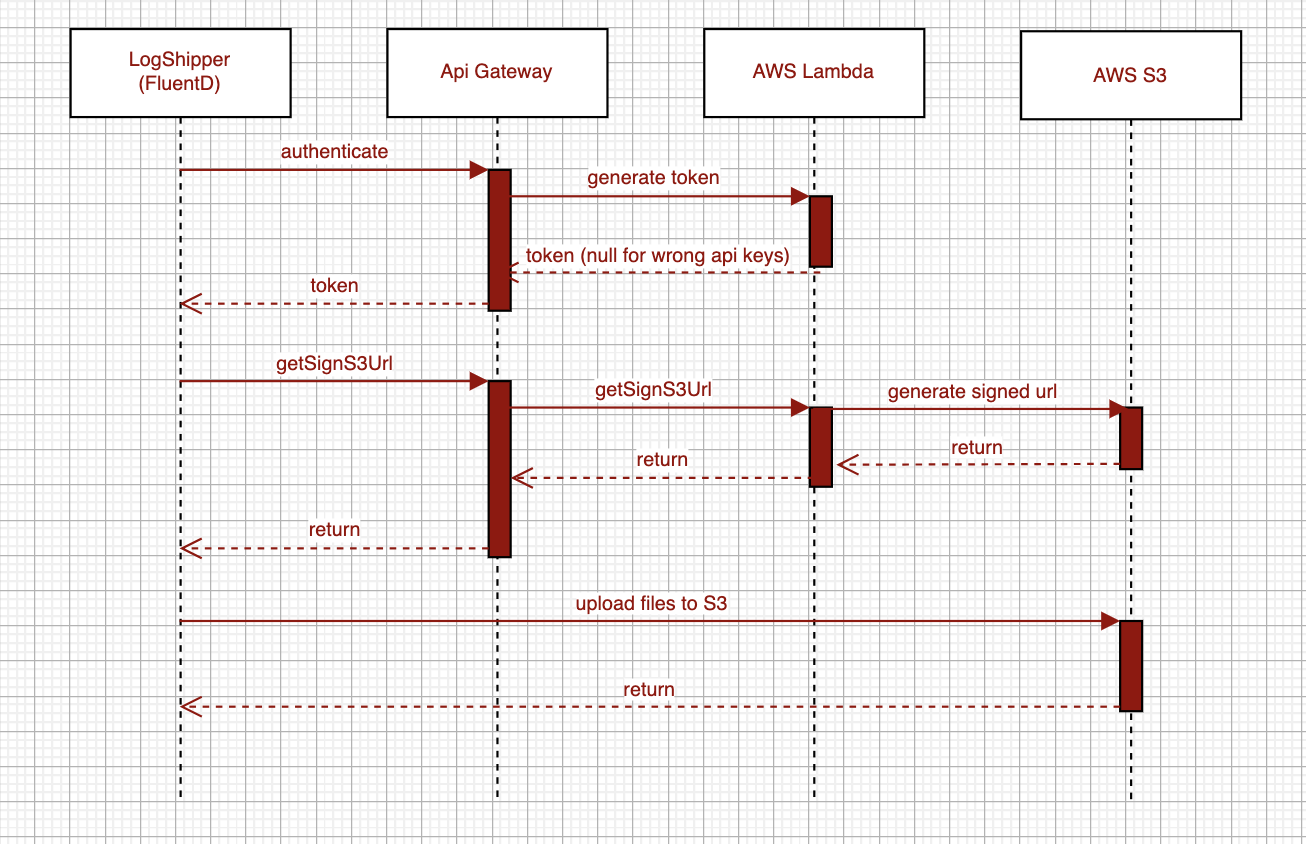 LogShipper
(FluentD)
Api Gateway
AWS Lambda
AWS S3
authenticate
generate token
token (null for wrong api keys)
token
getSignS3Url
getSignS3Url
generate signed url
return
return
return
upload files to S3
return